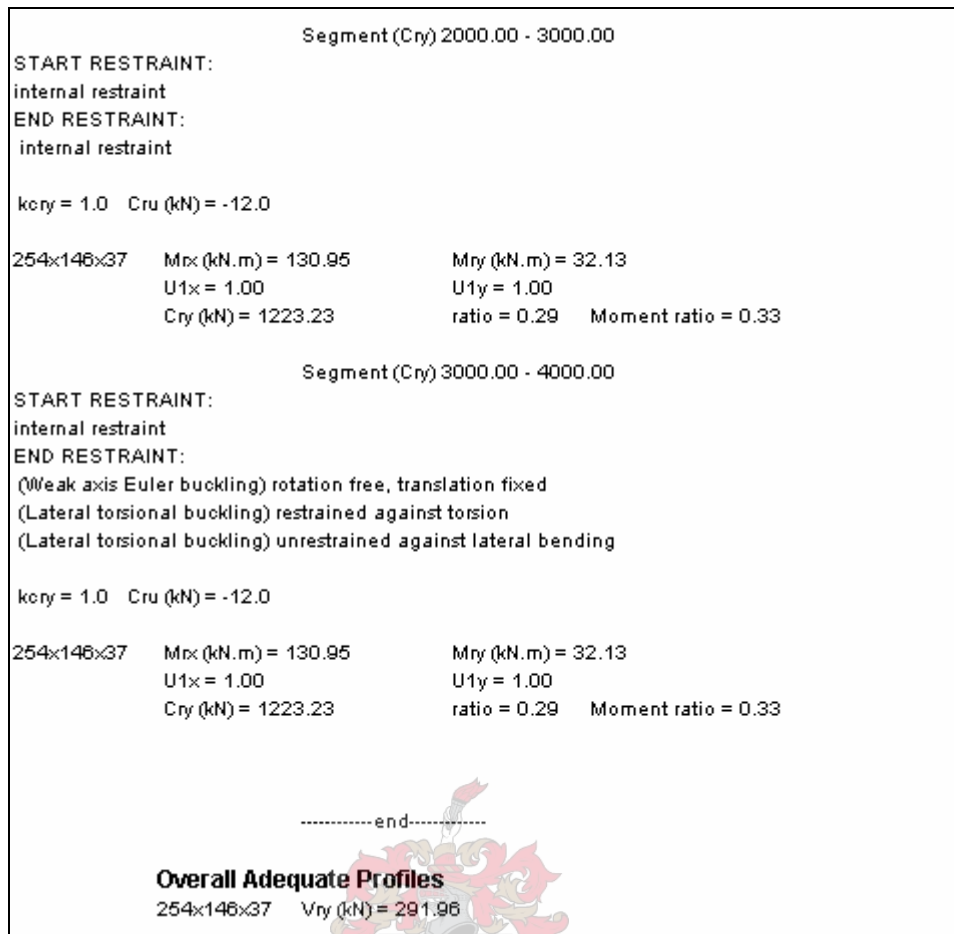 Segment (Cry) 2000.00 - 3000.00
START RESTRAINT:
internal restraint
END RESTRAINT:
internal restraint
kcry = 1.0 Cru (kN) = -12.0
254x146x37 Mrx (kN.m) = 130.95 Mry (kN.m) = 32.13
U1x = 1.00 U1y = 1.00
Cry (kN) = 1223.23 ratio = 0.29 Moment ratio = 0.33
Segment (Cry) 3000.00 - 4000.00
START RESTRAINT:
internal restraint
END RESTRAINT:
(Weak axis Euler buckling) rotation free, translation fixed
(Lateral torsional buckling) restrained against torsion
(Lateral torsional buckling) unrestrained against lateral bending
kcry = 1.0 Cru (kN) = -12.0
254x146x37 Mrx (kN.m) = 130.95 Mry (kN.m) = 32.13
U1x = 1.00 U1y = 1.00
Cry (kN) = 1223.23 ratio = 0.29 Moment ratio = 0.33
------------end-------------
Overall Adequate Profiles
254x146x37 Vry (kN) = 291.96